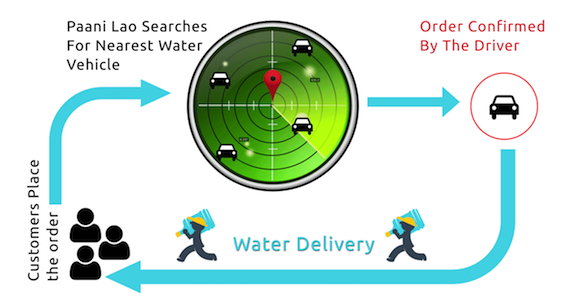 Paani Lao Searches
For Nearest Water
Vehicle
Order Confirmed
By The Driver
Customers Place
the order
Water Delivery